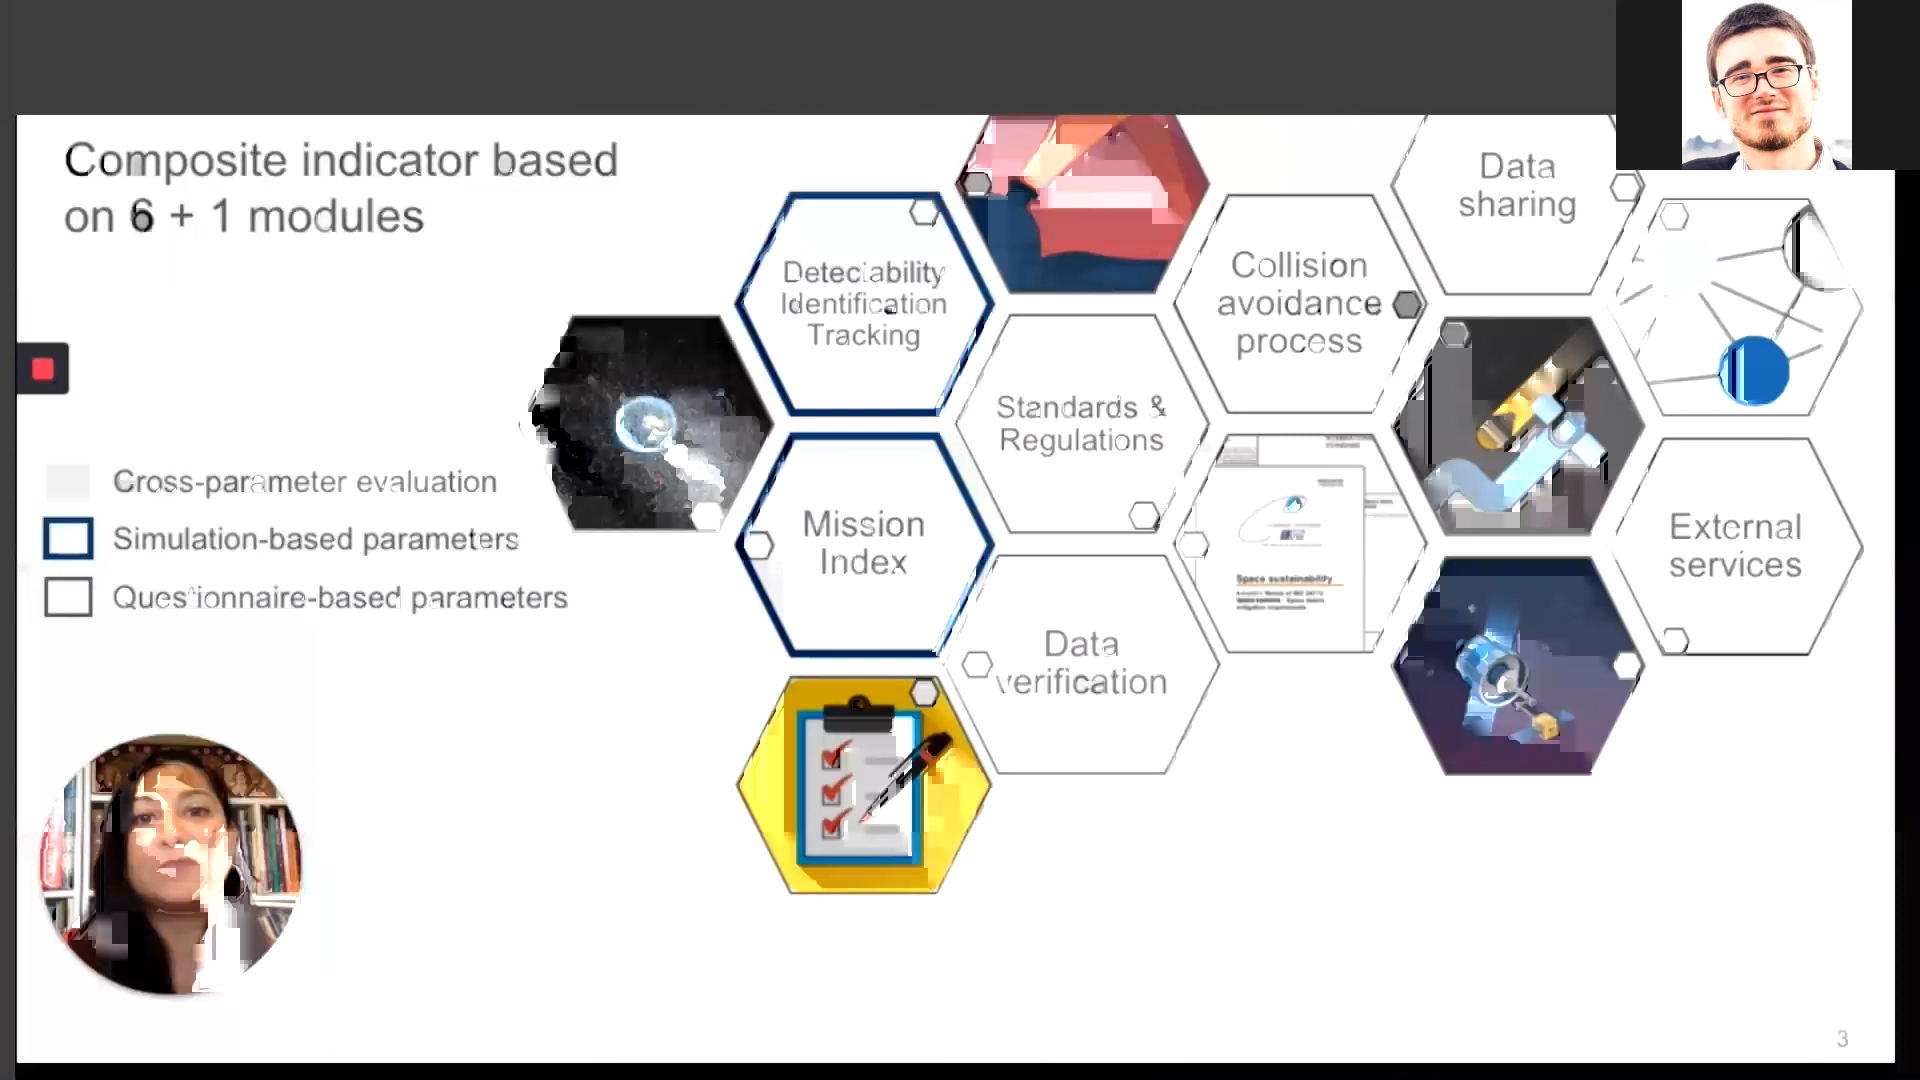 Composite indicator based
on 6 + 1 modules
Cross-parameter evaluation
Simulation-based parameters
Questionnaire-based parameters
Detectability
Identification
Tracking
Mission
Index
Standards &
Regulations
Data
verification
Collision
avoidance
process
Space sustainability
Data
sharing
External
services
3